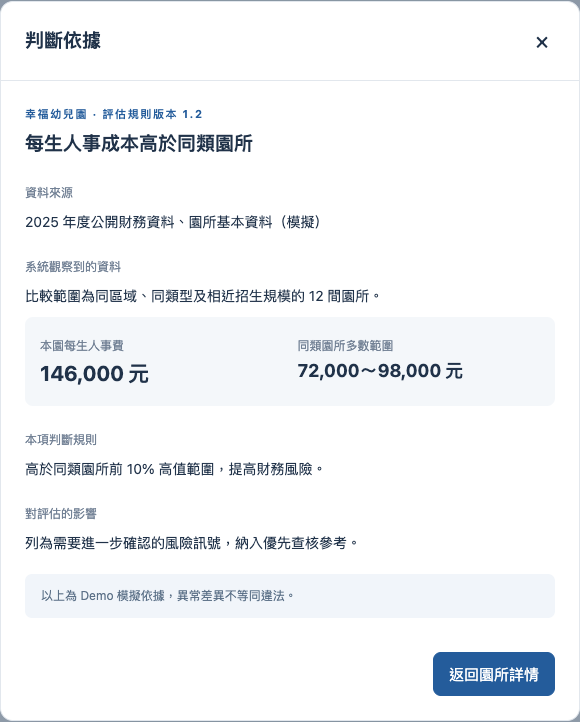 判斷依據
×
幸福幼兒園 · 評估規則版本 1.2
每生人事成本高於同類園所
資料來源
2025 年度公開財務資料、園所基本資料（模擬）
系統觀察到的資料
比較範圍為同區域、同類型及相近招生規模的 12 間園所。
本園每生人事費
146,000 元
同類園所多數範圍
72,000～98,000 元
本項判斷規則
高於同類園所前 10% 高值範圍，提高財務風險。
對評估的影響
列為需要進一步確認的風險訊號，納入優先查核參考。
以上為 Demo 模擬依據，異常差異不等同違法。
返回園所詳情